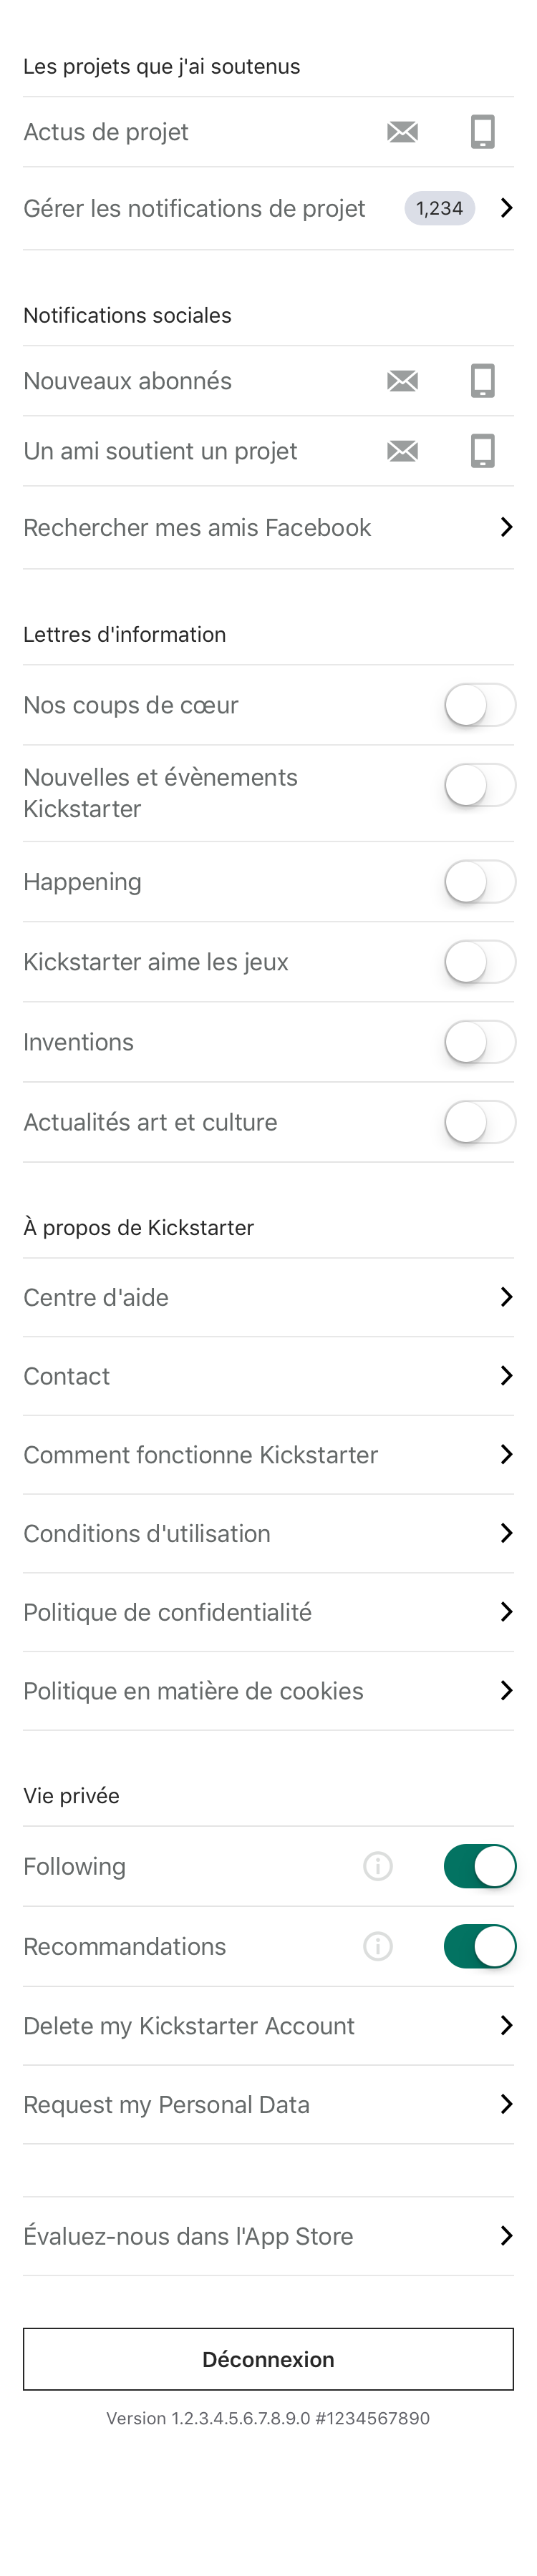 Les projets que j'ai soutenus
Actus de projet
Gérer les notifications de projet 1,234
Notifications sociales
Nouveaux abonnés
Un ami soutient un projet
Rechercher mes amis Facebook
Lettres d'information
Nos coups de cœur
Nouvelles et évènements
Kickstarter
Happening
Kickstarter aime les jeux
Inventions
Actualités art et culture
À propos de Kickstarter
Centre d'aide
Contact
Comment fonctionne Kickstarter
Conditions d'utilisation
Politique de confidentialité
Politique en matière de cookies
Vie privée
Following
Recommandations
Delete my Kickstarter Account
Request my Personal Data
Évaluez-nous dans l'App Store
Déconnexion
Version 1.2.3.4.5.6.7.8.9.0 #1234567890